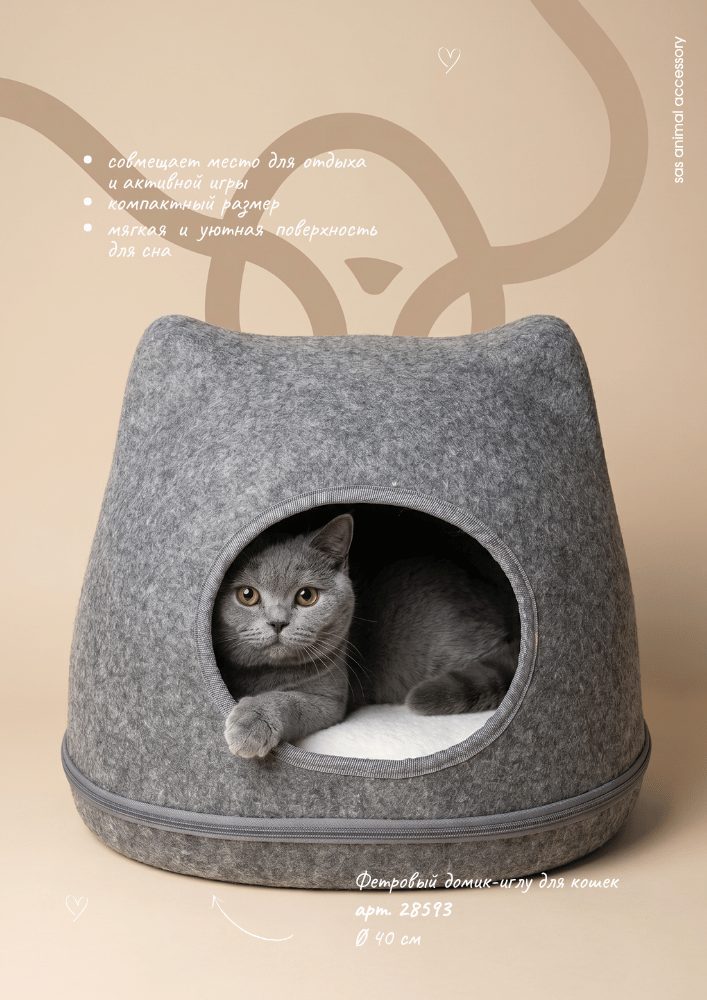 sas animal accessory
• совмещает место для отдыха
и активной игры
• компактный размер
• мягкая и уютная поверхность
для сна
Фетровый домик-иглу для кошек
арт. 28593
Ø 40 см